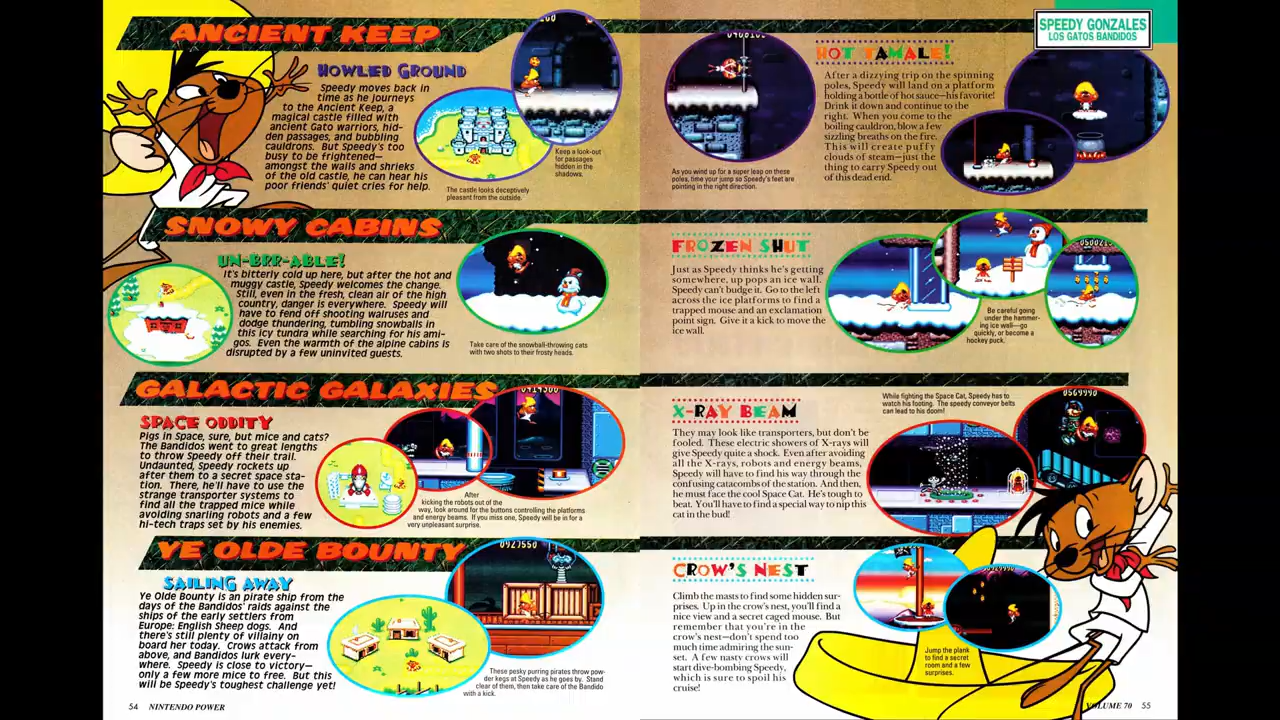 ANCIENT KEEP
HOWLED GROUND
Speedy moves back in
time as he journeys
to the Ancient Keep, a
magical castle filled with
ancient Gato warriors, hid-
den passages, and bubbling
cauldrons. But Speedy's too
busy to be frightened—
amongst the walls and shrieks
of the old castle, he can hear his
poor friends' quiet cries for help.
The castle looks deceptively
pleasant from the outside.
Keep a look-out
for passages
hidden in the
shadows.
SNOWY CABINS
UN-BRR-ABLE!
It's bitterly cold up here, but after the hot and
muggy castle, Speedy welcomes the change.
Still, even in the fresh, clean air of the high
country, danger is everywhere. Speedy will
have to fend off shooting walruses and
dodge thundering, tumbling snowballs in
this icy tundra while searching for his ami-
gos. Even the warmth of the alpine cabins is
disrupted by a few uninvited guests.
Take care of the snowball-throwing cats
with two shots to their frosty heads.
GALACTIC GALAXIES
SPACE ODDITY
Pigs in Space, sure, but mice and cats?
The Bandidos went to great lengths
to throw Speedy off their trail.
Undaunted, Speedy rockets up
after them to a secret space sta-
tion. There, he'll have to use the
strange transporter systems to
find all the trapped mice while
avoiding snarling robots and a few
hi-tech traps set by his enemies.
After
kicking the robots out of the
way, look around for the buttons controlling the platforms
and energy beams. If you miss one, Speedy will be in for a
very unpleasant surprise.
YE OLDE BOUNTY
SAILING AWAY
Ye Olde Bounty is an pirate ship from the
days of the Bandidos' raids against the
ships of the early settlers from
Europe: English Sheep dogs. And
there's still plenty of villainy on
board her today. Crows attack from
above, and Bandidos lurk every-
where. Speedy is close to victory—
only a few more mice to free. But this
will be Speedy's toughest challenge yet!
0927550
These pesky purring pirates throw pow-
der kegs at Speedy as he goes by. Stand
clear of them, then take care of the Bandido
with a kick.
54 NINTENDO POWER
SPEEDY GONZALES
LOS GATOS BANDIDOS
HOT TAMALE!
After a dizzying trip on the spinning
poles, Speedy will land on a platform
holding a bottle of hot sauce—his favorite!
Drink it down and continue to the
right. When you come to the
boiling cauldron, blow a few
sizzling breaths on the fire.
This will create puffy
clouds of steam—just the
thing to carry Speedy out
of this dead end.
As you wind up for a super leap on these
poles, time your jump so Speedy's feet are
pointing in the right direction.
FROZEN SHUT
Just as Speedy thinks he's getting
somewhere, up pops an ice wall.
Speedy can't budge it. Go to the left
across the ice platforms to find a
trapped mouse and an exclamation
point sign. Give it a kick to move the
ice wall.
Be careful going
under the hammer-
ing ice wall—go
quickly, or become a
hockey puck.
X-RAY BEAM
They may look like transporters, but don't be
fooled. These electric showers of X-rays will
give Speedy quite a shock. Even after avoiding
all the X-rays, robots and energy beams,
Speedy will have to find his way through the
confusing catacombs of the station. And then,
he must face the cool Space Cat. He's tough to
beat. You'll have to find a special way to nip this
cat in the bud!
While fighting the Space Cat, Speedy has to
watch his footing. The speedy conveyor belts
can lead to his doom!
0569990
CROW'S NEST
Climb the masts to find some hidden sur-
prises. Up in the crow's nest, you'll find a
nice view and a secret caged mouse. But
remember that you're in the
crow's nest—don't spend too
much time admiring the sun-
set. A few nasty crows will
start dive-bombing Speedy,
which is sure to spoil his
cruise!
Jump the plank
to find a secret
room and a few
surprises.
VOLUME 70 55